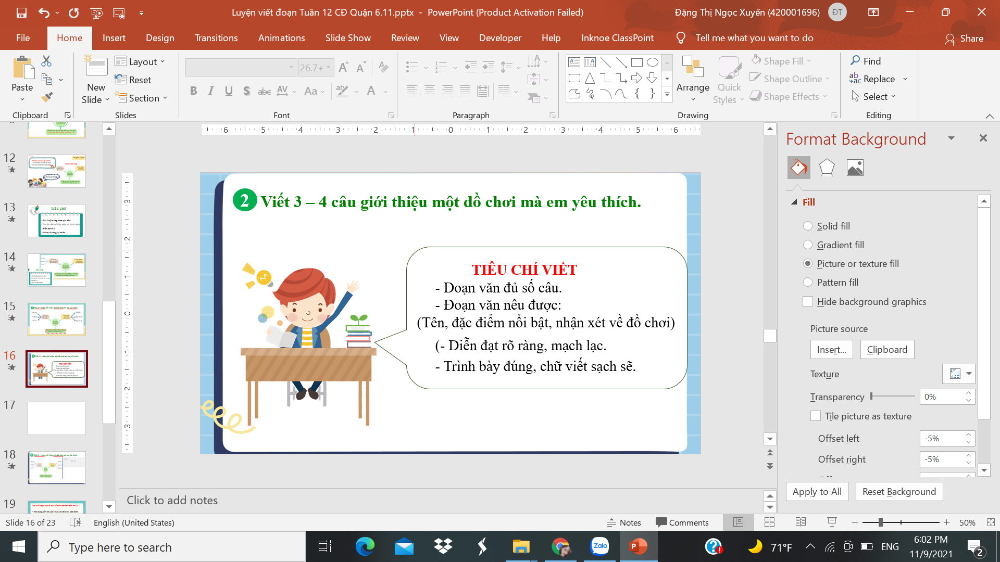 Luyện viết đoạn Tuần 12 CĐ Quận 6.11.pptx - PowerPoint (Product Activation Failed)
Đặng Thị Ngọc Xuyến (420001696)
ĐT
File Home Insert Design Transitions Animations Slide Show Review View Developer Help Inknoe ClassPoint Tell me what you want to do Share
Paste
New Slide
Layout
Reset
Section
26.7+
B I U S abc AV Aa
Arrange
Quick Styles
Shape Fill
Shape Outline
Shape Effects
Find
Replace
Select
Clipboard Slides Font Paragraph Drawing Editing
6 5 4 3 2 1 0 1 2 3 4 5 6
3
2
1
0
1
2
3
12
13
TIÊU CHÍ
14
15
16
17
18
19
2 Viết 3 – 4 câu giới thiệu một đồ chơi mà em yêu thích.
TIÊU CHÍ VIẾT
- Đoạn văn đủ số câu.
- Đoạn văn nêu được:
(Tên, đặc điểm nổi bật, nhận xét về đồ chơi)
(- Diễn đạt rõ ràng, mạch lạc.
- Trình bày đúng, chữ viết sạch sẽ.
Click to add notes
Format Background
Fill
Solid fill
Gradient fill
Picture or texture fill
Pattern fill
Hide background graphics
Picture source
Insert... Clipboard
Texture
Transparency 0%
Tile picture as texture
Offset left -5%
Offset right -5%
Apply to All Reset Background
Slide 16 of 23 English (United States) Notes Comments 50%
Type here to search
Zalo
71°F ENG
6:02 PM
11/9/2021
2